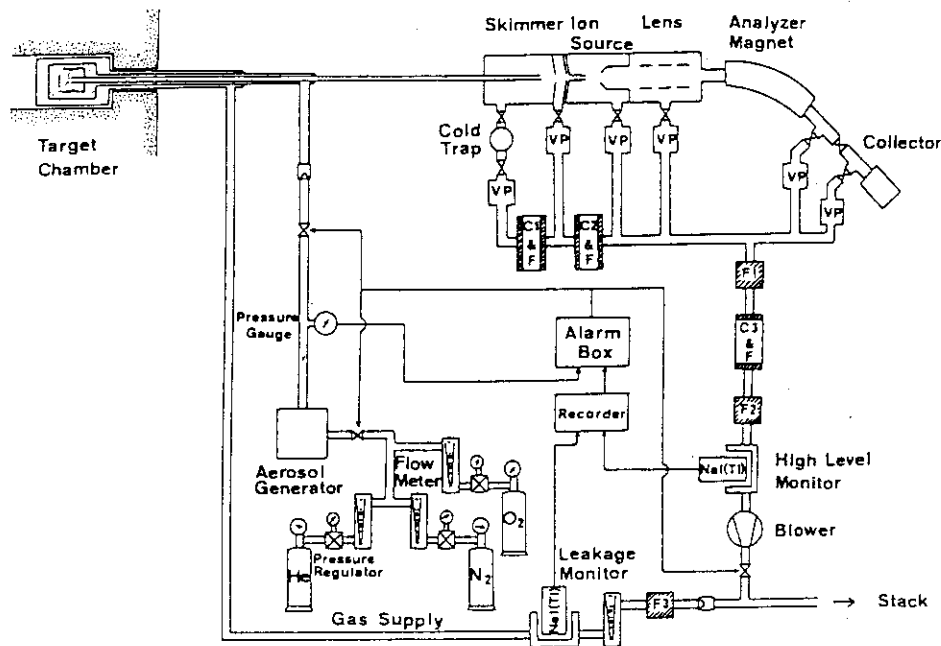 Skimmer Ion
Source
Lens
Analyzer
Magnet
Target
Chamber
Cold
Trap
VP
VP
VP
VP
VP
VP
Collector
C1
&
F
C2
&
F
F1
Pressure
Gauge
Alarm
Box
C3
&
F
Recorder
F2
NaI(Tl)
High Level
Monitor
Aerosol
Generator
Flow
Meter
O2
Blower
He
Pressure
Regulator
N2
Leakage
Monitor
NaI(Tl)
F3
Gas Supply
→ Stack